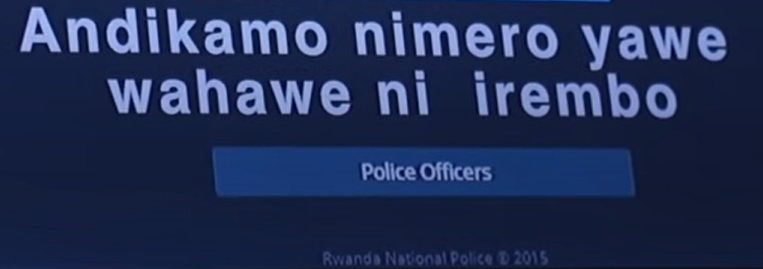 Andikamo nimero yawe
wahawe ni irembo
Police Officers
Rwanda National Police © 2015